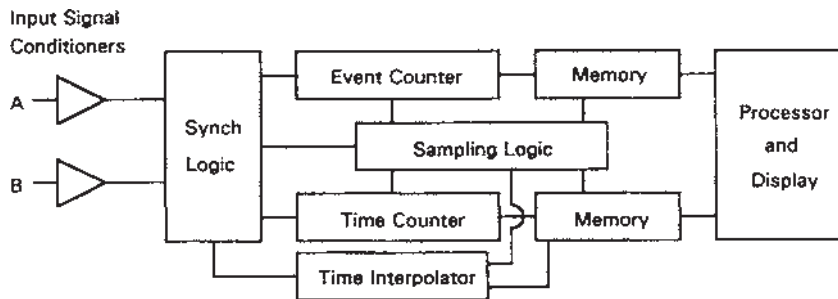 Input Signal
Conditioners
A
B
Synch
Logic
Event Counter
Memory
Sampling Logic
Time Counter
Memory
Time Interpolator
Processor
and
Display